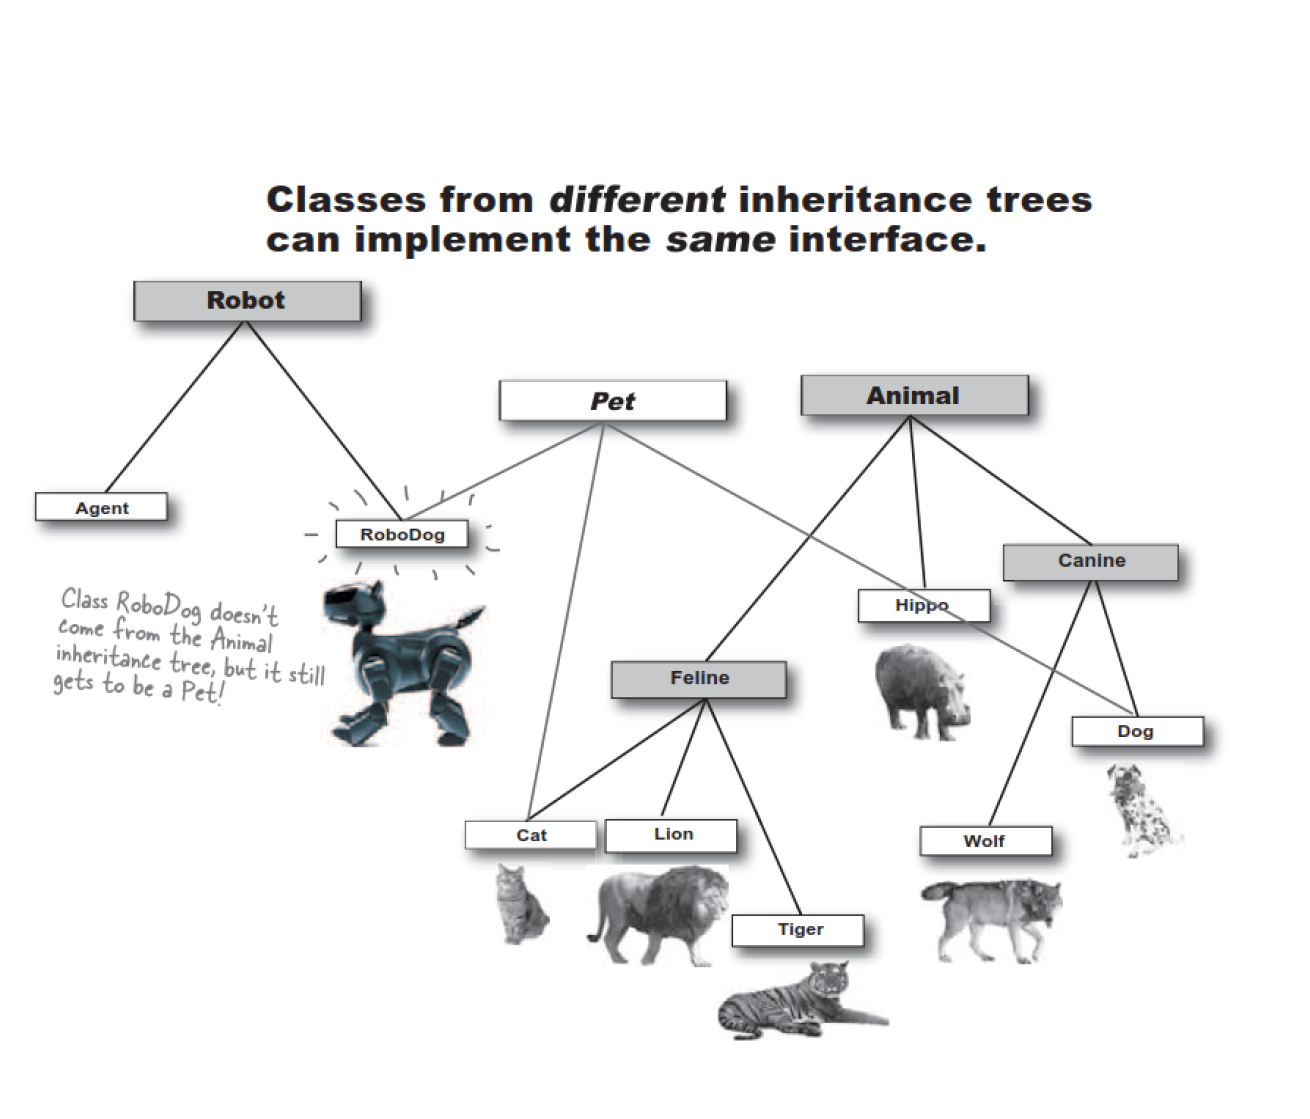 Classes from different inheritance trees
can implement the same interface.
Robot
Pet
Animal
Agent
RoboDog
Canine
Hippo
Class RoboDog doesn't
come from the Animal
inheritance tree, but it still
gets to be a Pet!
Feline
Dog
Cat
Lion
Wolf
Tiger